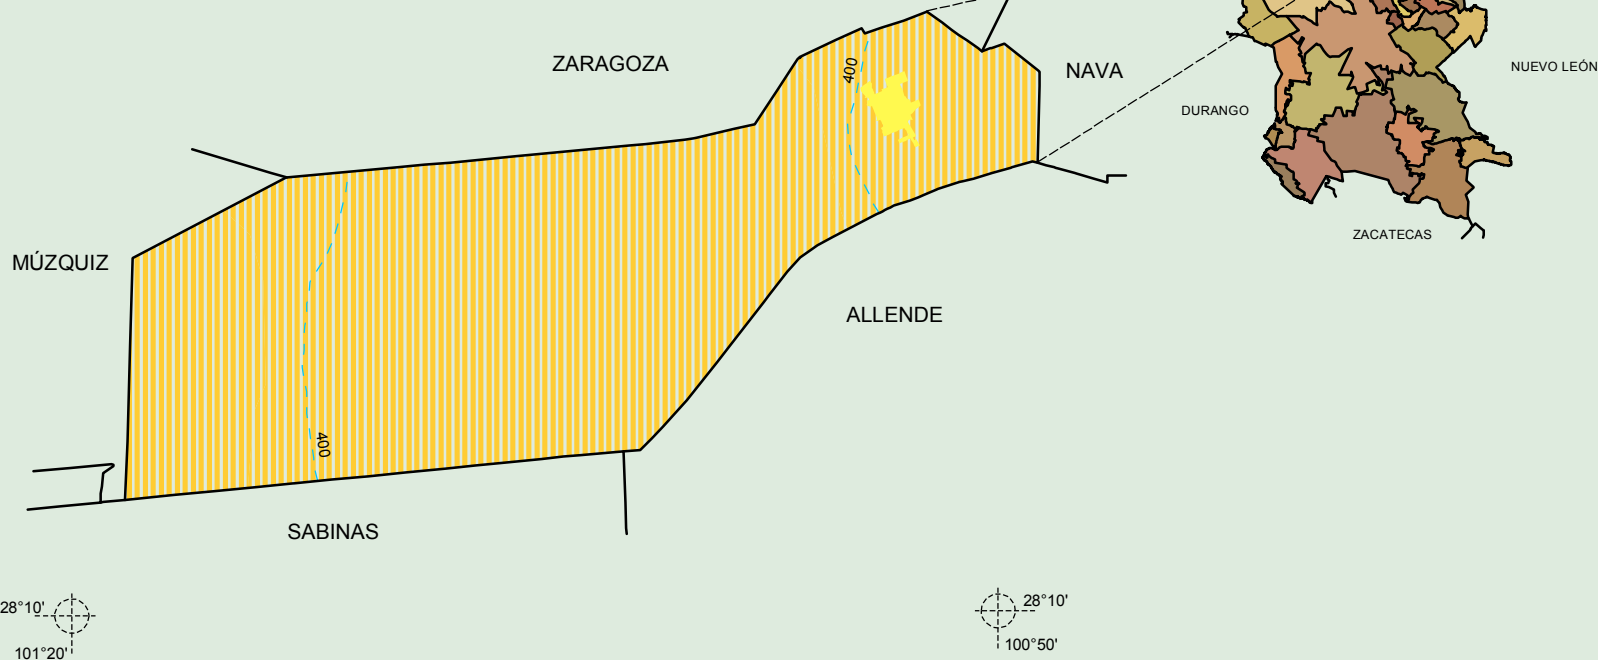 ZARAGOZA
400
NAVA
NUEVO LEÓN
DURANGO
ZACATECAS
MÚZQUIZ
ALLENDE
400
SABINAS
28°10'
101°20'
28°10'
100°50'